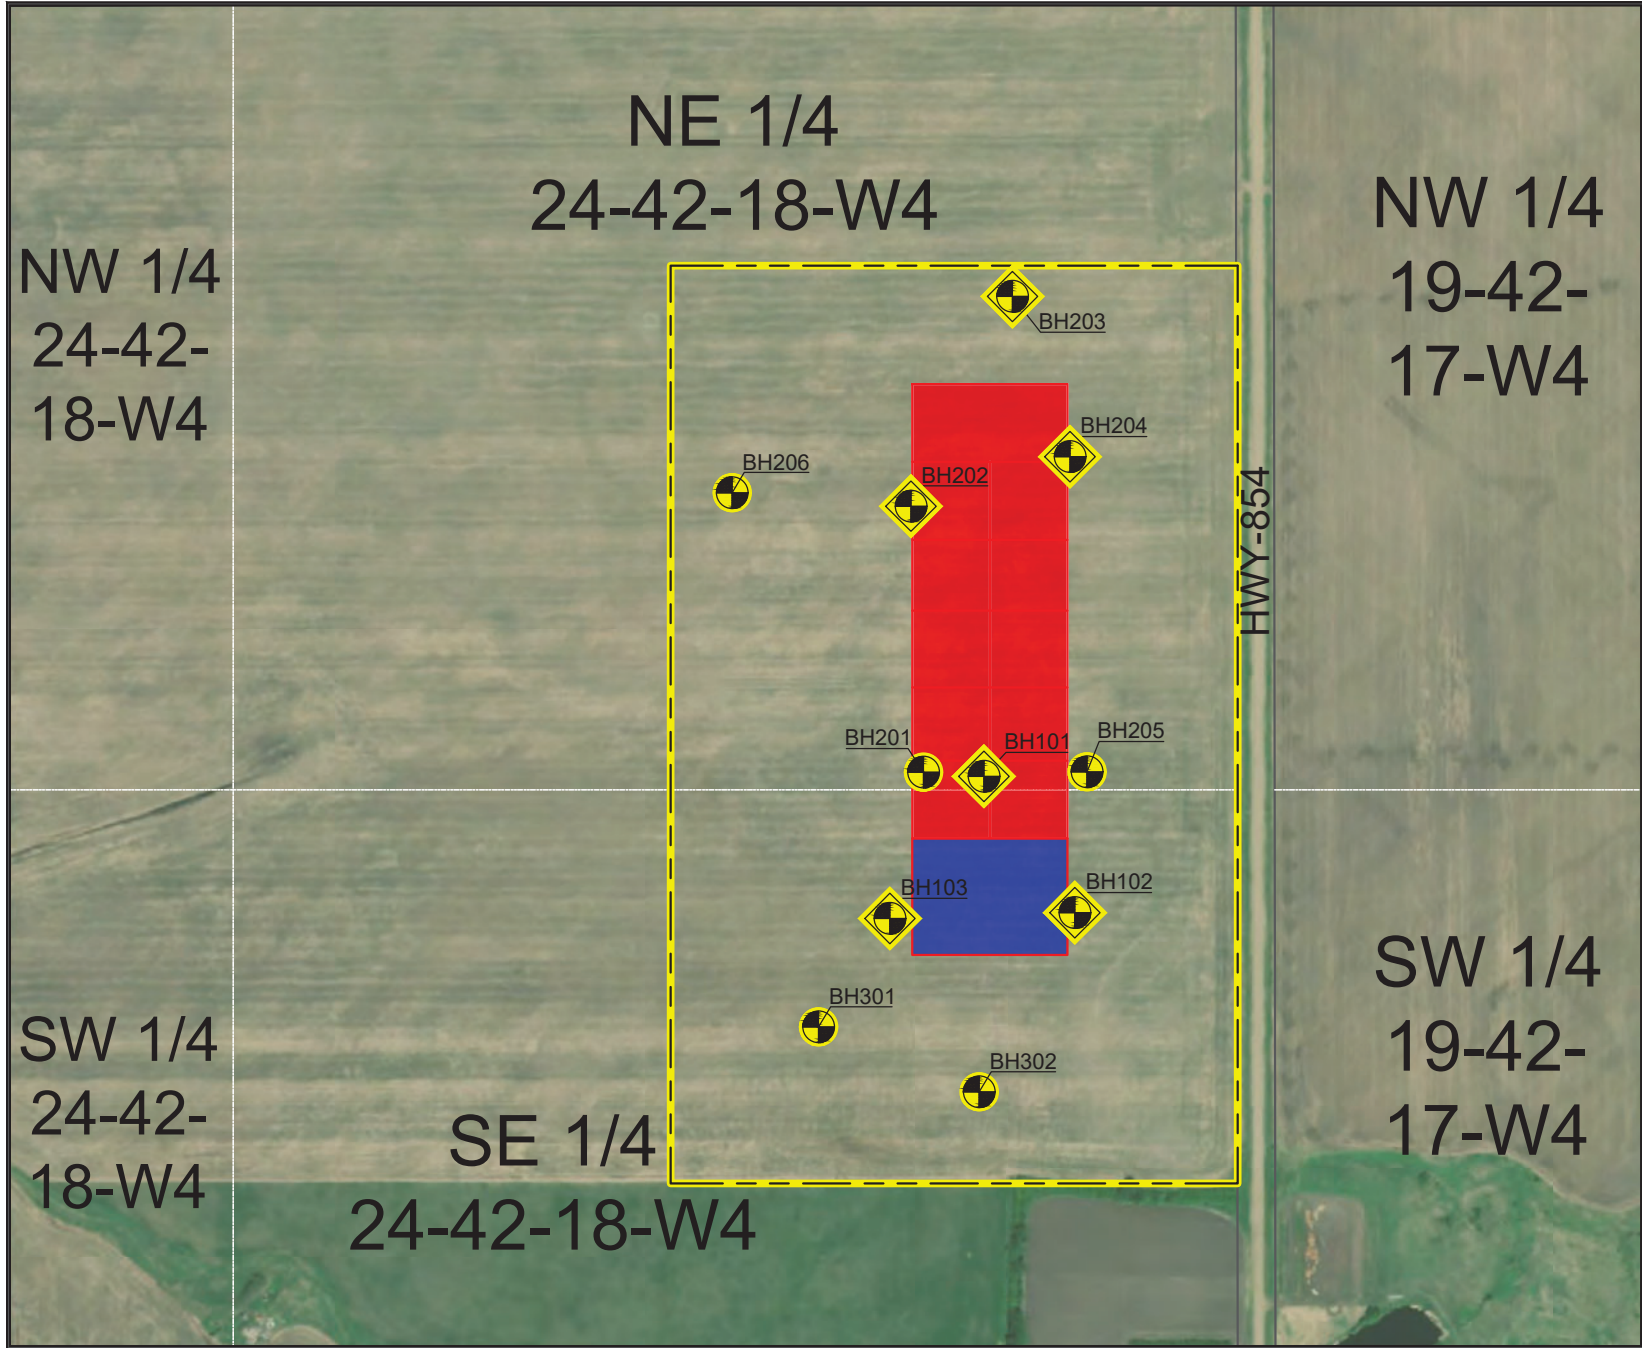 NE 1/4
24-42-18-W4
NW 1/4
24-42-
18-W4
NW 1/4
19-42-
17-W4
BH203
BH204
BH206
BH202
HWY-854
BH201
BH101
BH205
BH103
BH102
BH301
BH302
SW 1/4
24-42-
18-W4
SE 1/4
24-42-18-W4
SW 1/4
19-42-
17-W4